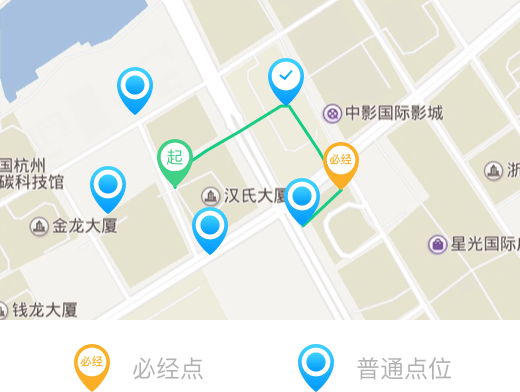 中影国际影城
起
必经
国杭州
碳科技馆
浙
汉氏大厦
金龙大厦
星光国际
钱龙大厦
必经
必经点
普通点位